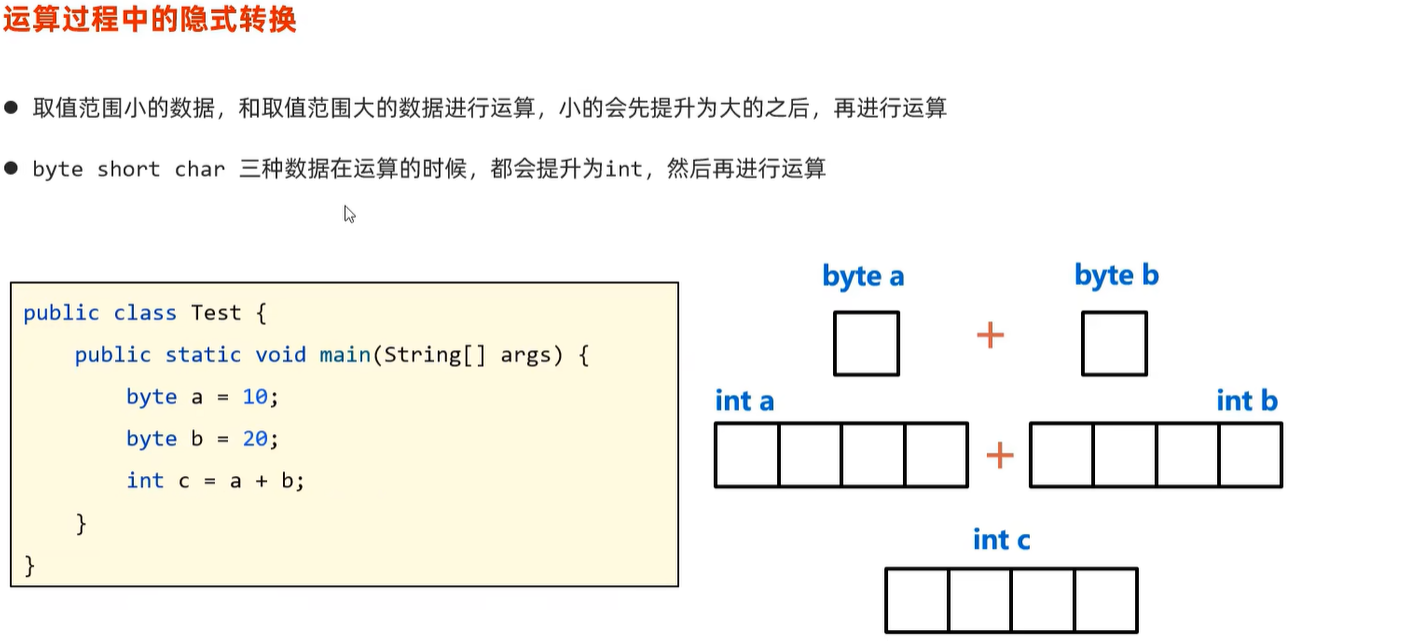 运算过程中的隐式转换
● 取值范围小的数据，和取值范围大的数据进行运算，小的会先提升为大的之后，再进行运算
● byte short char 三种数据在运算的时候，都会提升为int，然后再进行运算
public class Test {
    public static void main(String[] args) {
        byte a = 10;
        byte b = 20;
        int c = a + b;
    }
}
byte a
byte b
+
int a
int b
+
int c